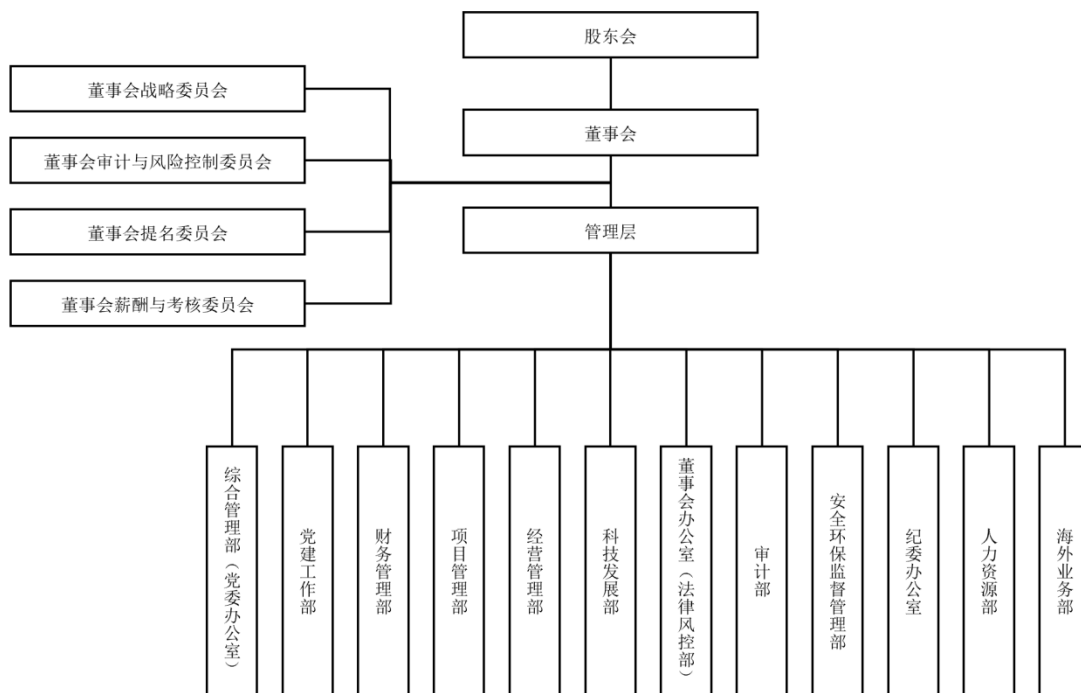 股东会
董事会战略委员会
董事会
董事会审计与风险控制委员会
董事会提名委员会
管理层
董事会薪酬与考核委员会
综合管理部（党委办公室）
党建工作部
财务管理部
项目管理部
经营管理部
科技发展部
董事会办公室（法律风控部）
审计部
安全环保监督管理部
纪委办公室
人力资源部
海外业务部